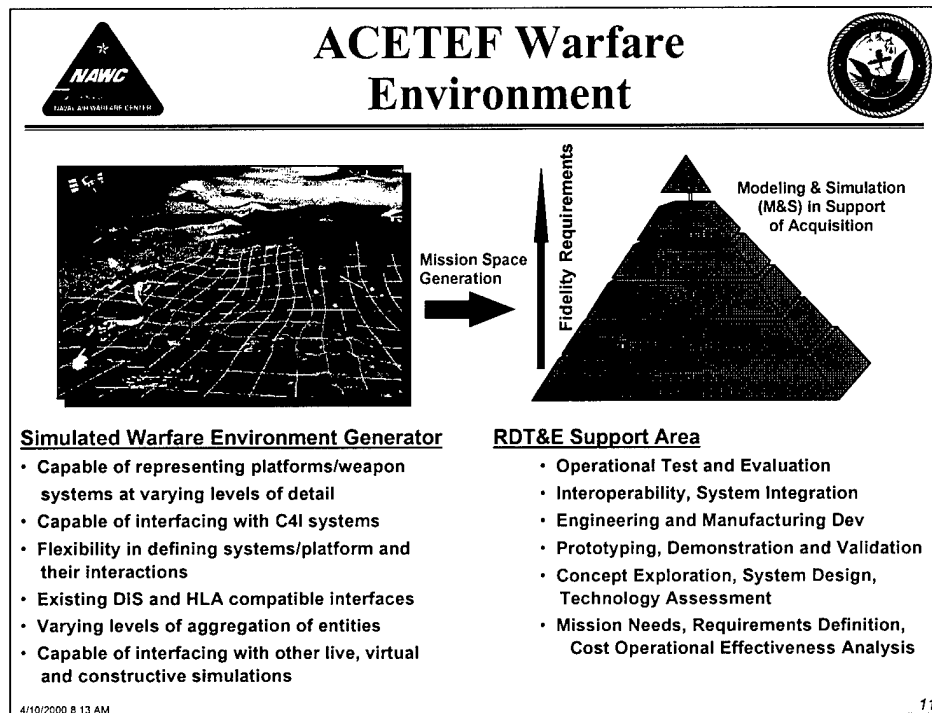 ACETEF Warfare
Environment
NAWC
NAVAL AIR WARFARE CENTER
Mission Space
Generation
Fidelity Requirements
Modeling & Simulation
(M&S) in Support
of Acquisition
Simulated Warfare Environment Generator
• Capable of representing platforms/weapon
systems at varying levels of detail
• Capable of interfacing with C4I systems
• Flexibility in defining systems/platform and
their interactions
• Existing DIS and HLA compatible interfaces
• Varying levels of aggregation of entities
• Capable of interfacing with other live, virtual
and constructive simulations
RDT&E Support Area
• Operational Test and Evaluation
• Interoperability, System Integration
• Engineering and Manufacturing Dev
• Prototyping, Demonstration and Validation
• Concept Exploration, System Design,
Technology Assessment
• Mission Needs, Requirements Definition,
Cost Operational Effectiveness Analysis
4/10/2000 8:13 AM
11